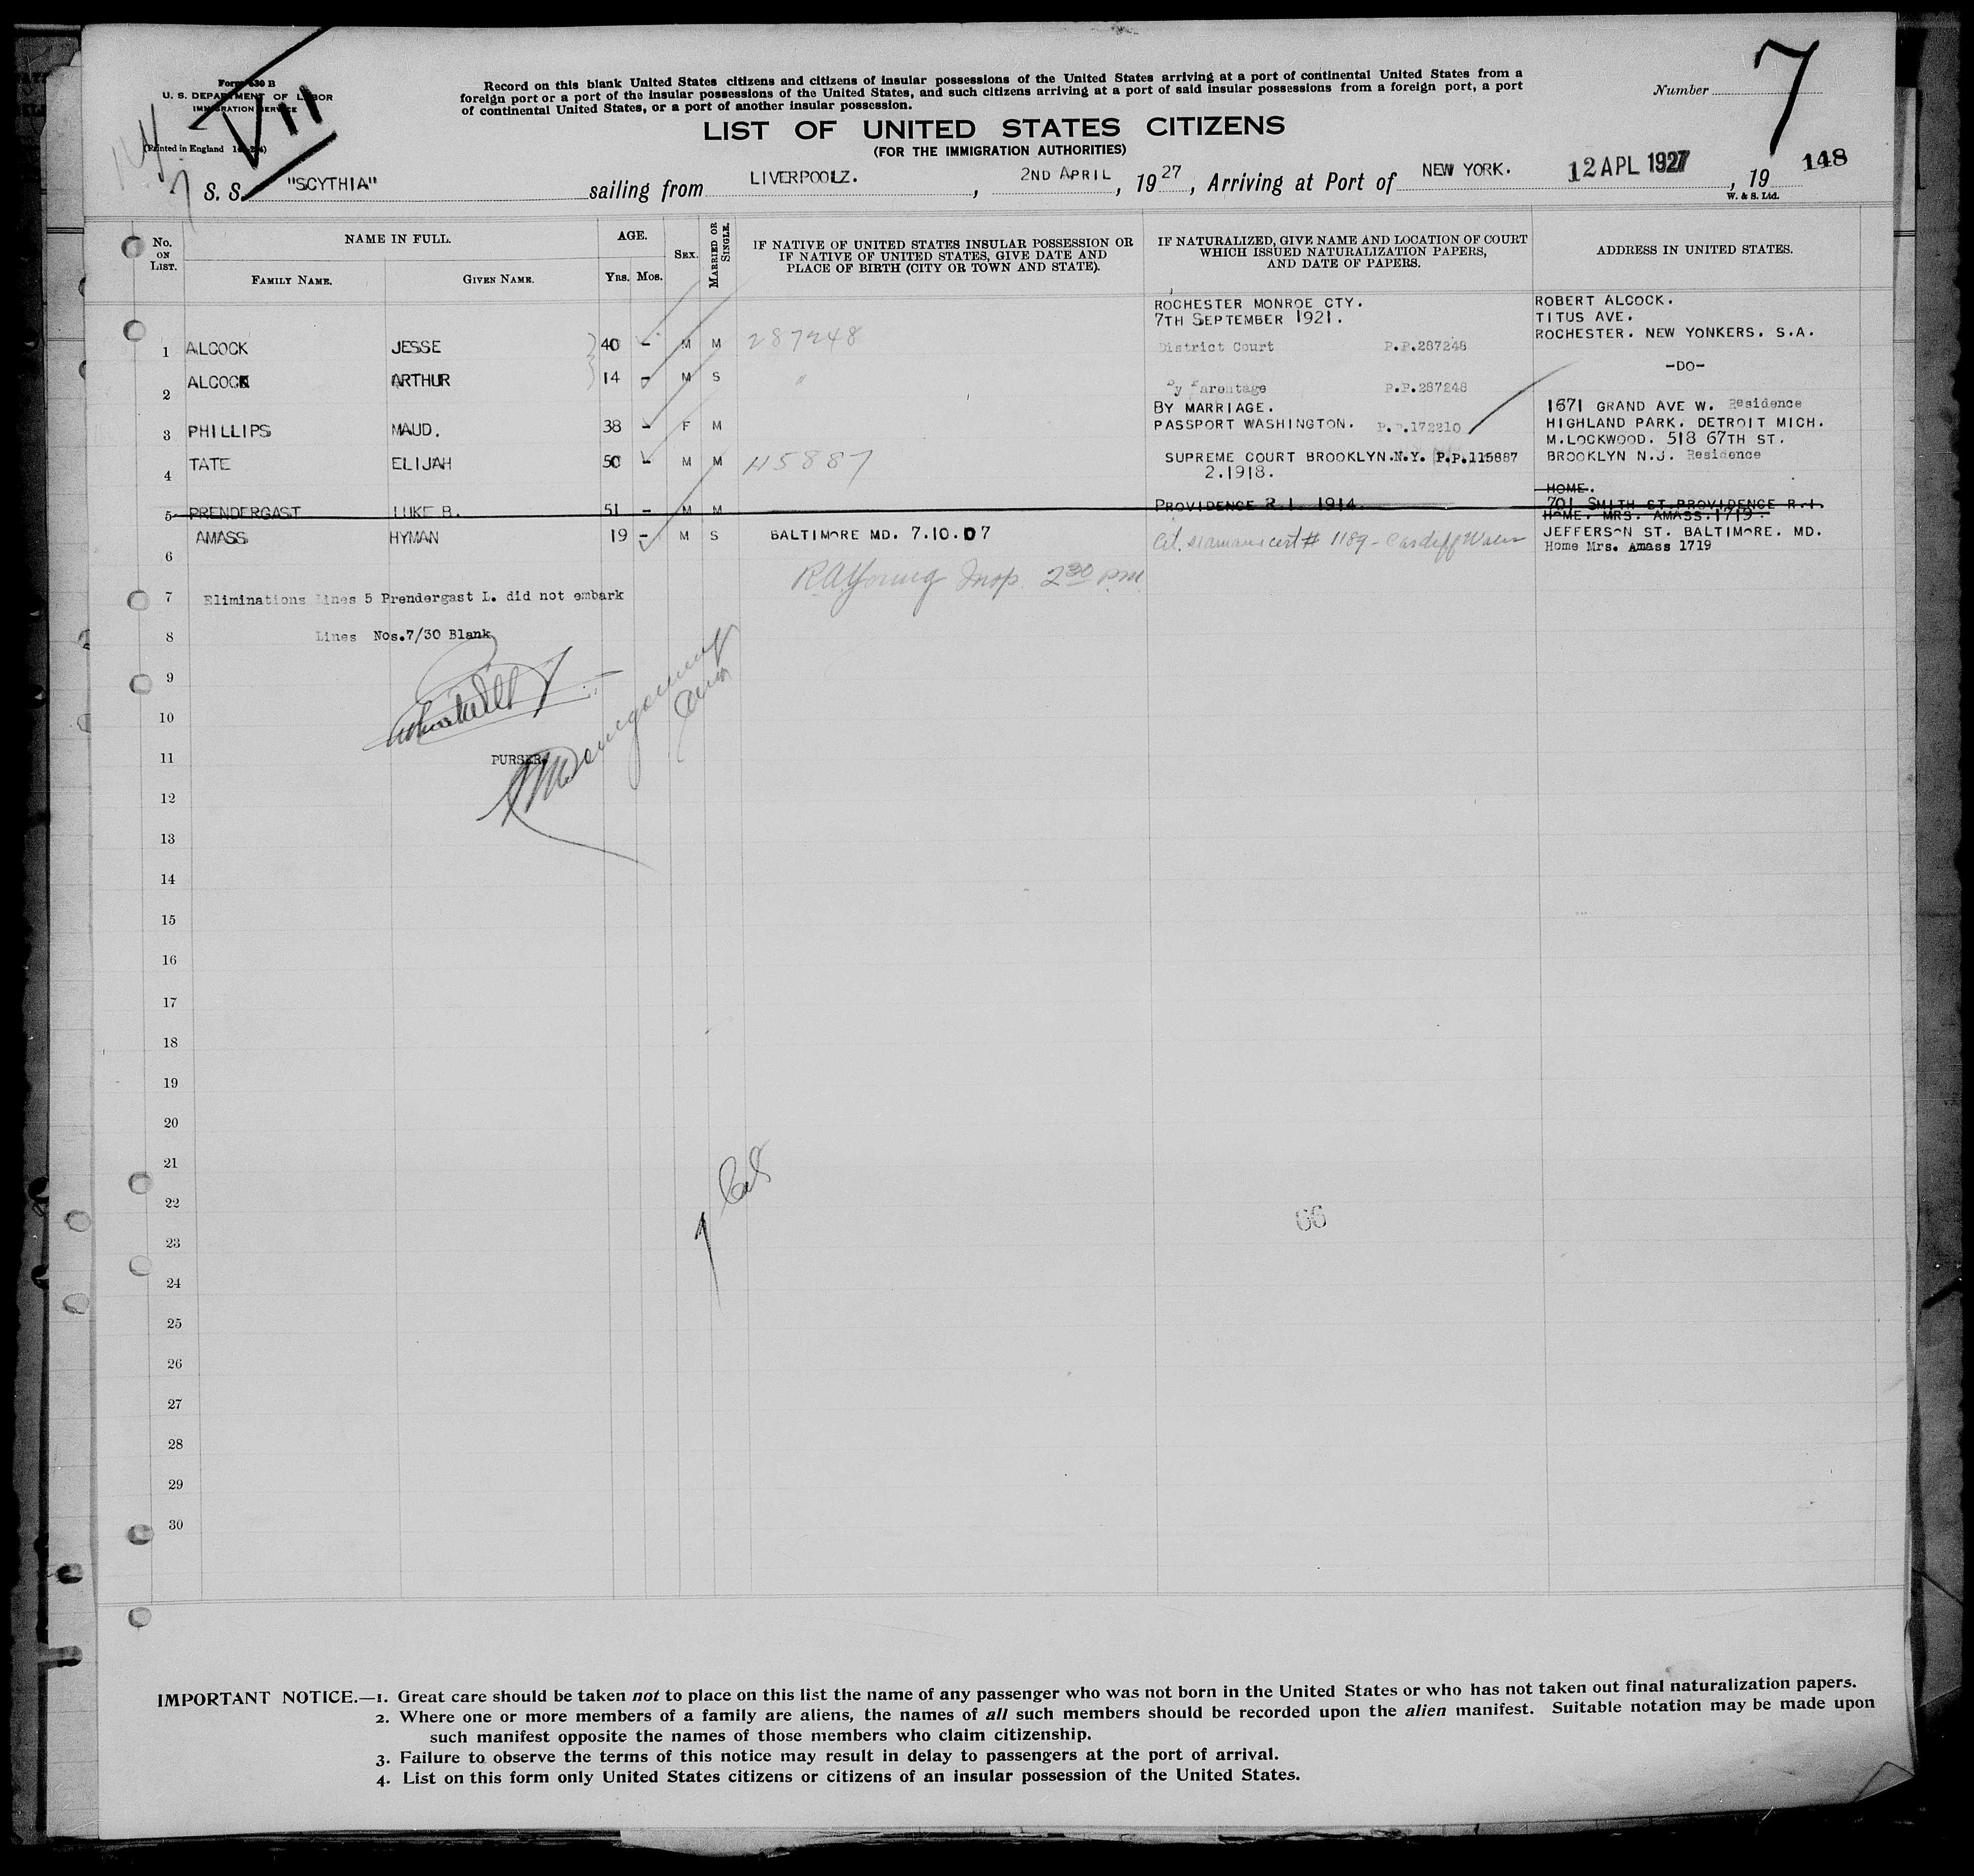 Form 630 B
U. S. DEPARTMENT OF LABOR
IMMIGRATION SERVICE
(Printed in England
VII
Record on this blank United States citizens and citizens of insular possessions of the United States arriving at a port of continental United States from a
foreign port or a port of the insular possessions of the United States, and such citizens arriving at a port of said insular possessions from a foreign port, a port
of continental United States, or a port of another insular possession.
Number 7
LIST OF UNITED STATES CITIZENS
(FOR THE IMMIGRATION AUTHORITIES)
148
S. S. "SCYTHIA" sailing from LIVERPOOLZ. , 2ND APRIL , 1927 , Arriving at Port of NEW YORK. 12 APL 1927 , 19
W. & S. Ltd.
No. ON LIST. NAME IN FULL. AGE. SEX. MARRIED OR SINGLE. IF NATIVE OF UNITED STATES INSULAR POSSESSION OR IF NATIVE OF UNITED STATES, GIVE DATE AND PLACE OF BIRTH (CITY OR TOWN AND STATE). IF NATURALIZED, GIVE NAME AND LOCATION OF COURT WHICH ISSUED NATURALIZATION PAPERS, AND DATE OF PAPERS. ADDRESS IN UNITED STATES.
FAMILY NAME. GIVEN NAME. Yrs. Mos.
ROCHESTER MONROE CTY. ROBERT ALCOCK.
7TH SEPTEMBER 1921. TITUS AVE.
ROCHESTER. NEW YONKERS. S.A.
1 ALCOCK JESSE 40 - M M 287248 District Court P.P.287248
-DO-
2 ALCOCK ARTHUR 14 - M S " By Parentage P.P.287248
BY MARRIAGE. 1671 GRAND AVE W. Residence
3 PHILLIPS MAUD. 38 - F M PASSPORT WASHINGTON. P.P.172210 HIGHLAND PARK. DETROIT MICH.
M.LOCKWOOD. 518 67TH ST.
4 TATE ELIJAH 50 - M M 115887 SUPREME COURT BROOKLYN.N.Y. P.P.115887 BROOKLYN N.J. Residence
2.1918.
HOME.
5 PRENDERGAST LUKE B. 51 - M M PROVIDENCE R.I. 1914. 701 SMITH ST.PROVIDENCE R.I.
HOME. MRS. AMASS.1719.
6 AMASS HYMAN 19 - M S BALTIMORE MD. 7.10.07 Cit. seamans cert # 1189 - Cardiff Wales JEFFERSON ST. BALTIMORE. MD.
Home Mrs. Amass 1719
R A Young Insp. 2 30 PM
7 Eliminations Lines 5 Prendergast L. did not embark
8 Lines Nos.7/30 Blank
9
10
11 PURSER.
12
13
14
15
16
17
18
19
20
21
22
66
23
24
25
26
27
28
29
30
IMPORTANT NOTICE.—1. Great care should be taken not to place on this list the name of any passenger who was not born in the United States or who has not taken out final naturalization papers.
2. Where one or more members of a family are aliens, the names of all such members should be recorded upon the alien manifest. Suitable notation may be made upon
such manifest opposite the names of those members who claim citizenship.
3. Failure to observe the terms of this notice may result in delay to passengers at the port of arrival.
4. List on this form only United States citizens or citizens of an insular possession of the United States.